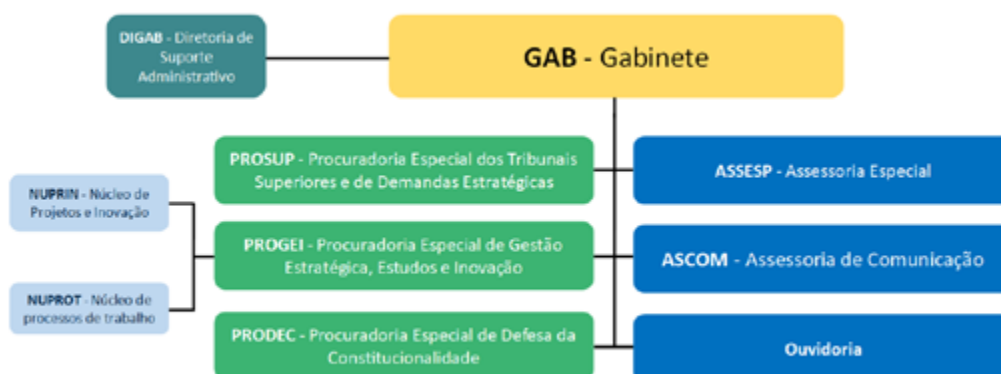 DIGAB - Diretoria de
Suporte
Administrativo
GAB - Gabinete
PROSUP - Procuradoria Especial dos Tribunais
Superiores e de Demandas Estratégicas
ASSESP - Assessoria Especial
NUPRIN - Núcleo de
Projetos e Inovação
PROGEI - Procuradoria Especial de Gestão
Estratégica, Estudos e Inovação
ASCOM - Assessoria de Comunicação
NUPROT - Núcleo de
processos de trabalho
PRODEC - Procuradoria Especial de Defesa da
Constitucionalidade
Ouvidoria